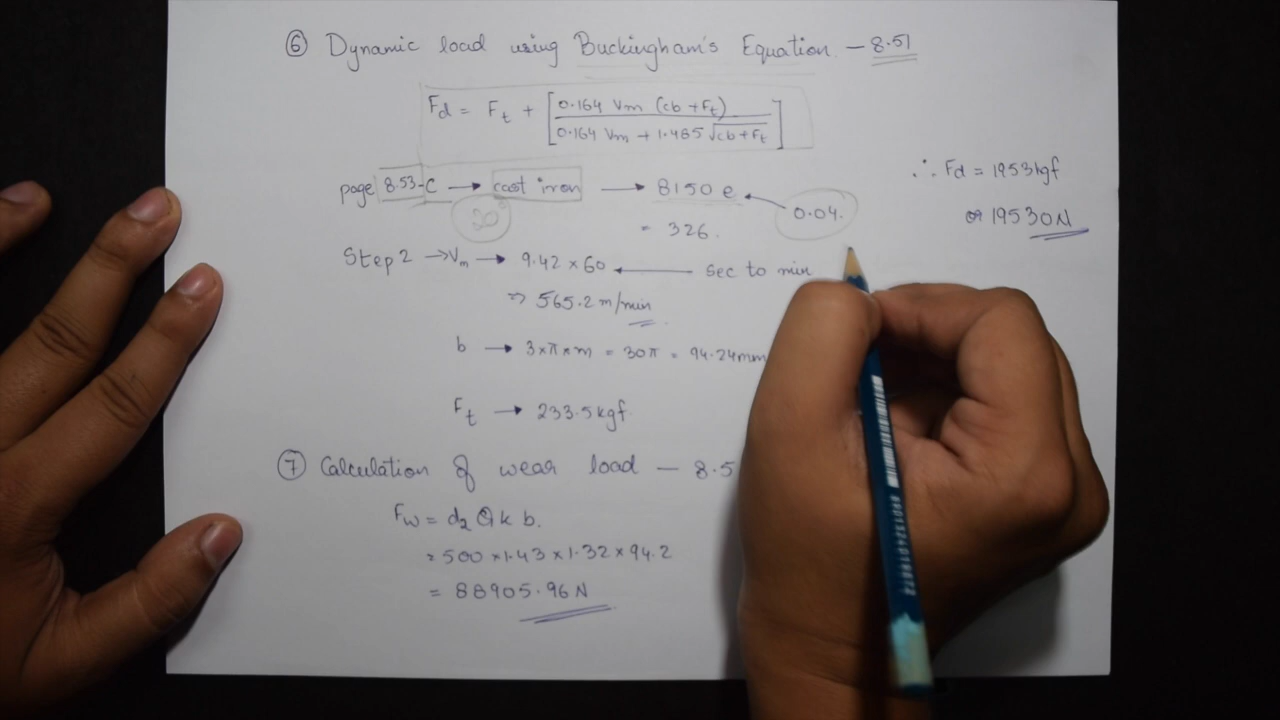 ⑥ Dynamic load using Buckingham's Equation - 8.51
Fd = Ft + [0.164 Vm (cb + Ft) / 0.164 Vm + 1.485 √cb + Ft]
page 8.53-C → cast iron → 8150 e ← 0.04.
20°
= 326.
∴ Fd = 1953 kgf
or 19530N
Step 2 → Vm → 9.42 × 60 ← Sec to min
⇒ 565.2 m/min
b → 3×π×m = 30π = 94.24mm
Ft → 233.5 kgf.
⑦ Calculation of wear load - 8.5
Fw = d2 Q k b.
= 500 × 1.43 × 1.32 × 94.2
= 88905.96 N